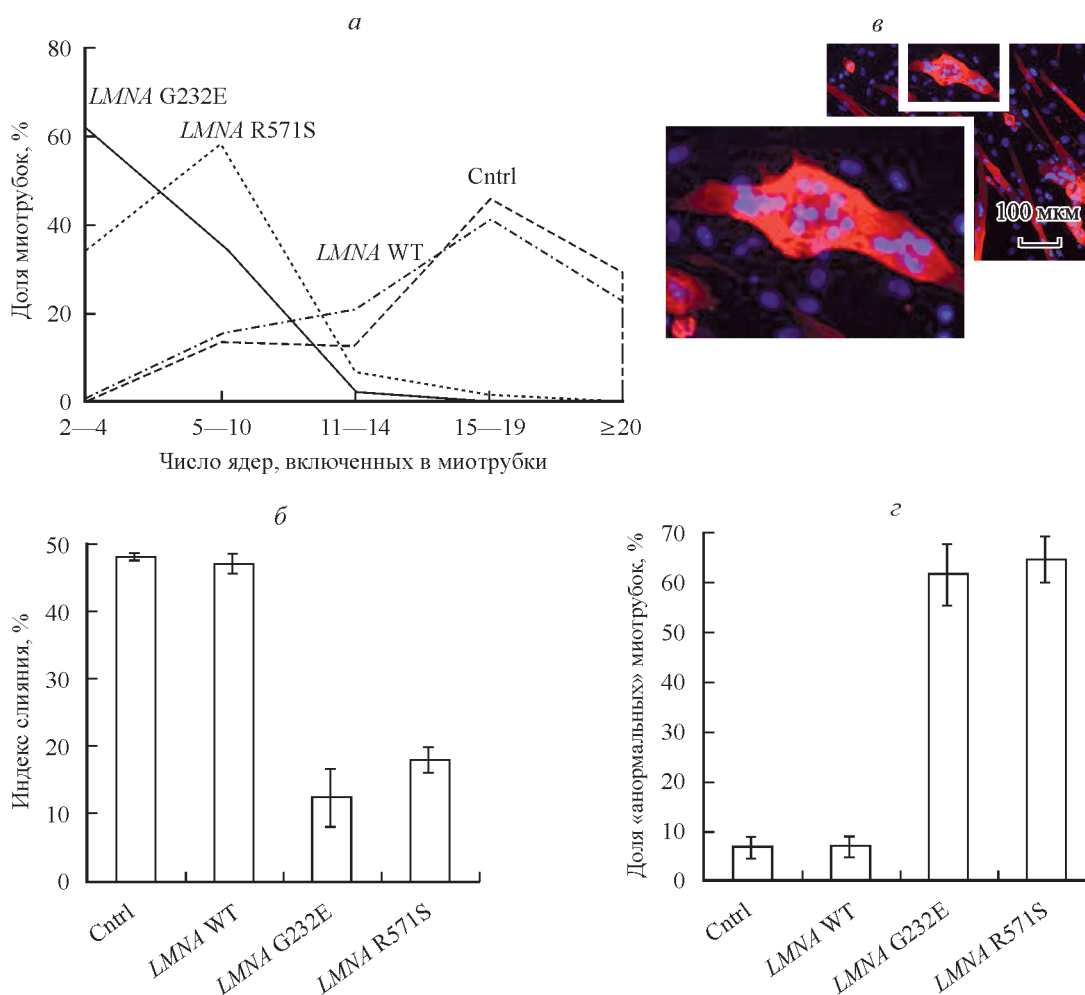 а
80
60
40
20
0
Доля миотрубок, %
LMNA G232E
LMNA R571S
LMNA WT
Cntrl
2—4
5—10
11—14
15—19
≥20
Число ядер, включенных в миотрубки
в
100 мкм
б
50
40
30
20
10
0
Индекс слияния, %
Cntrl
LMNA WT
LMNA G232E
LMNA R571S
г
70
60
50
40
30
20
10
0
Доля «анормальных» миотрубок, %
Cntrl
LMNA WT
LMNA G232E
LMNA R571S